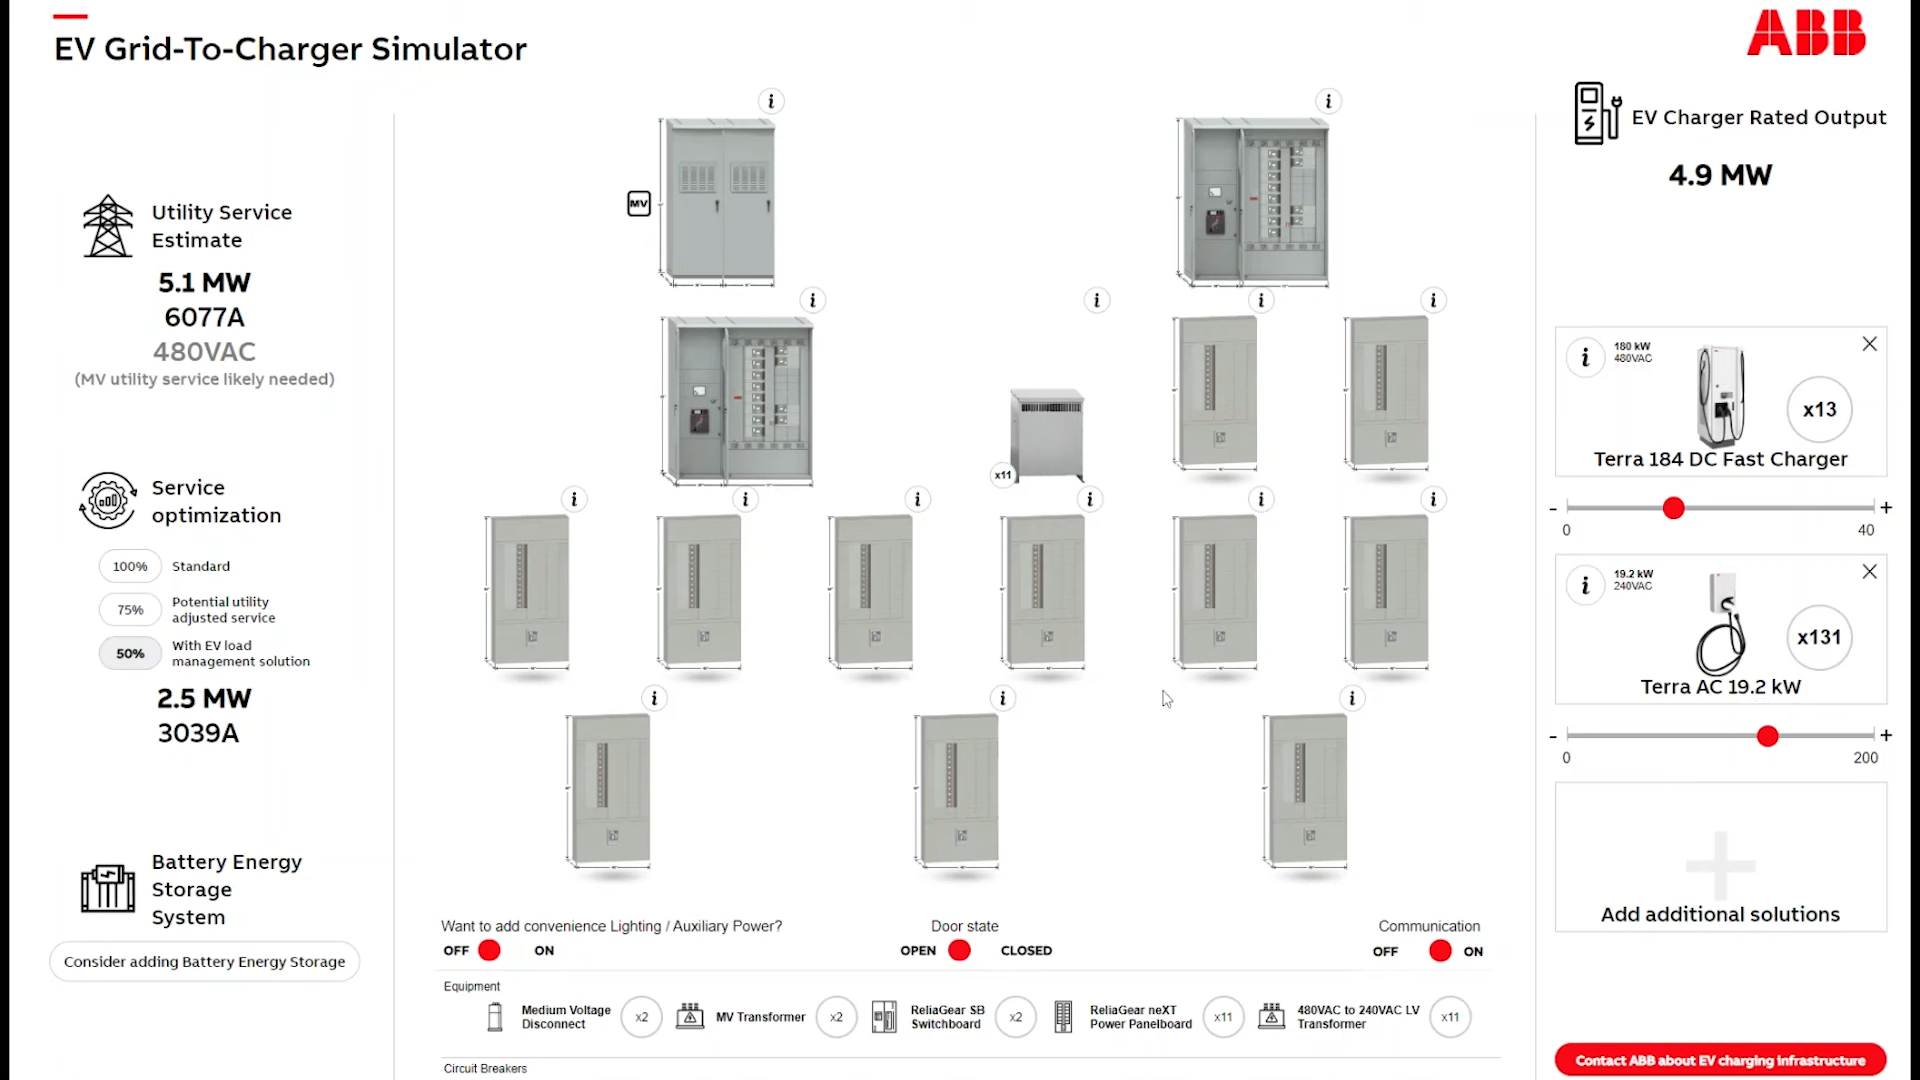 EV Grid-To-Charger Simulator
ABB
Utility Service
Estimate
5.1 MW
6077A
480VAC
(MV utility service likely needed)
Service
optimization
100% Standard
75% Potential utility
adjusted service
50% With EV load
management solution
2.5 MW
3039A
Battery Energy
Storage
System
Consider adding Battery Energy Storage
MV
x11
Want to add convenience Lighting / Auxiliary Power?
OFF ON
Door state
OPEN CLOSED
Communication
OFF ON
Equipment
Medium Voltage
Disconnect
x2
MV Transformer
x2
ReliaGear SB
Switchboard
x2
ReliaGear neXT
Power Panelboard
x11
480VAC to 240VAC LV
Transformer
x11
Circuit Breakers
EV Charger Rated Output
4.9 MW
180 kW
480VAC
x13
Terra 184 DC Fast Charger
- +
0 40
19.2 kW
240VAC
x131
Terra AC 19.2 kW
- +
0 200
Add additional solutions
Contact ABB about EV charging infrastructure